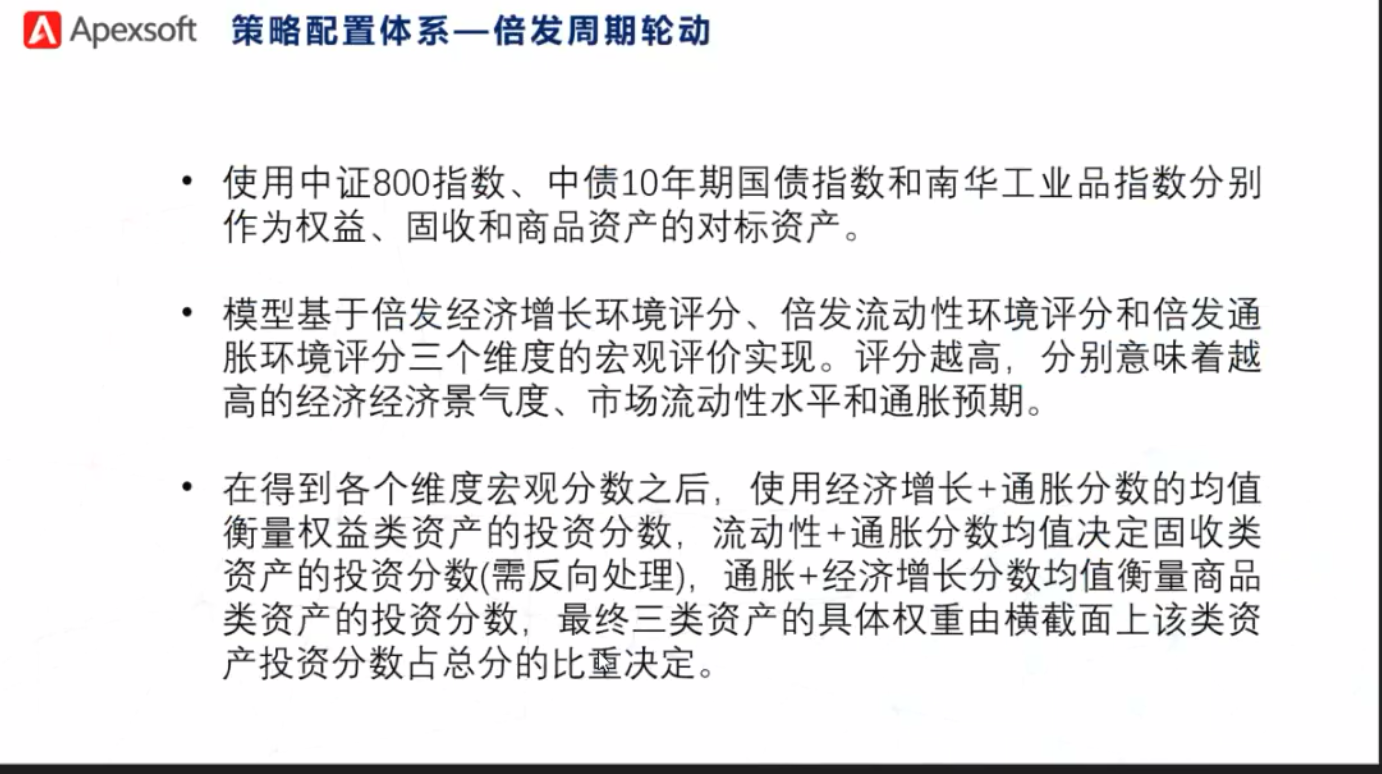 Apexsoft 策略配置体系—倍发周期轮动
• 使用中证800指数、中债10年期国债指数和南华工业品指数分别
作为权益、固收和商品资产的对标资产。
• 模型基于倍发经济增长环境评分、倍发流动性环境评分和倍发通
胀环境评分三个维度的宏观评价实现。评分越高，分别意味着越
高的经济经济景气度、市场流动性水平和通胀预期。
• 在得到各个维度宏观分数之后，使用经济增长+通胀分数的均值
衡量权益类资产的投资分数，流动性+通胀分数均值决定固收类
资产的投资分数(需反向处理)，通胀+经济增长分数均值衡量商品
类资产的投资分数，最终三类资产的具体权重由横截面上该类资
产投资分数占总分的比重决定。